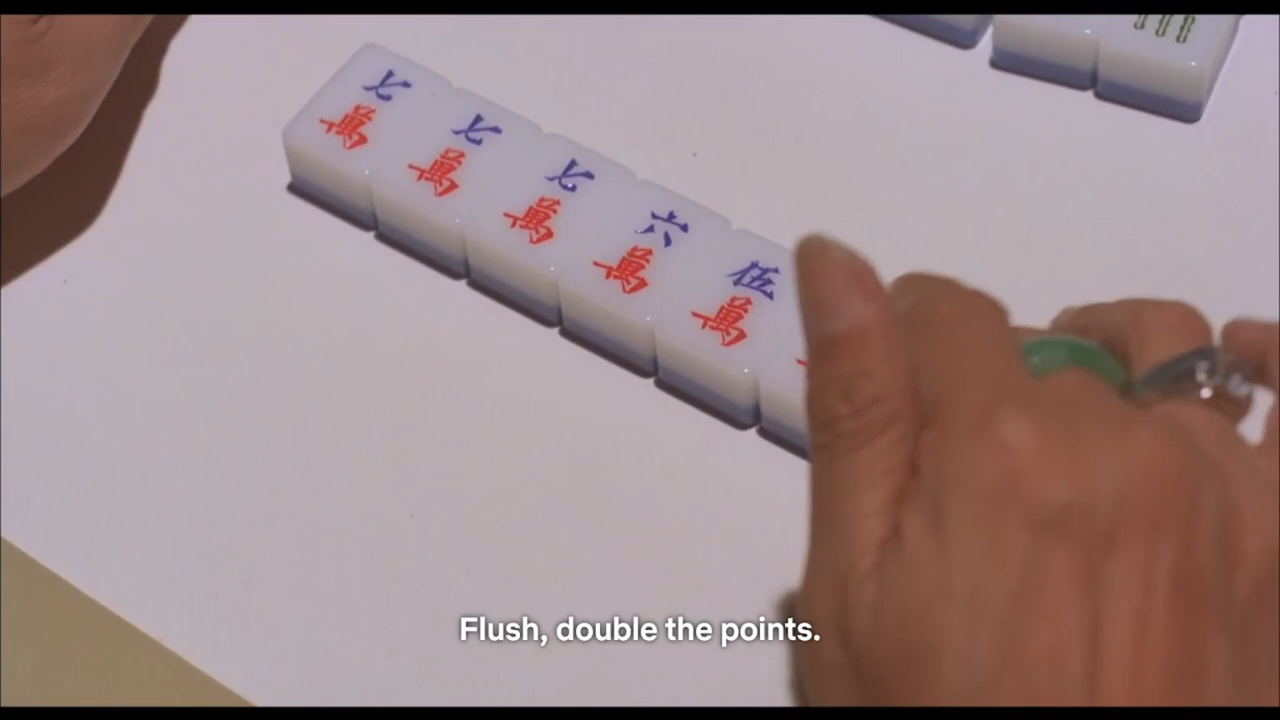 七萬
七萬
七萬
六萬
伍萬
Flush, double the points.